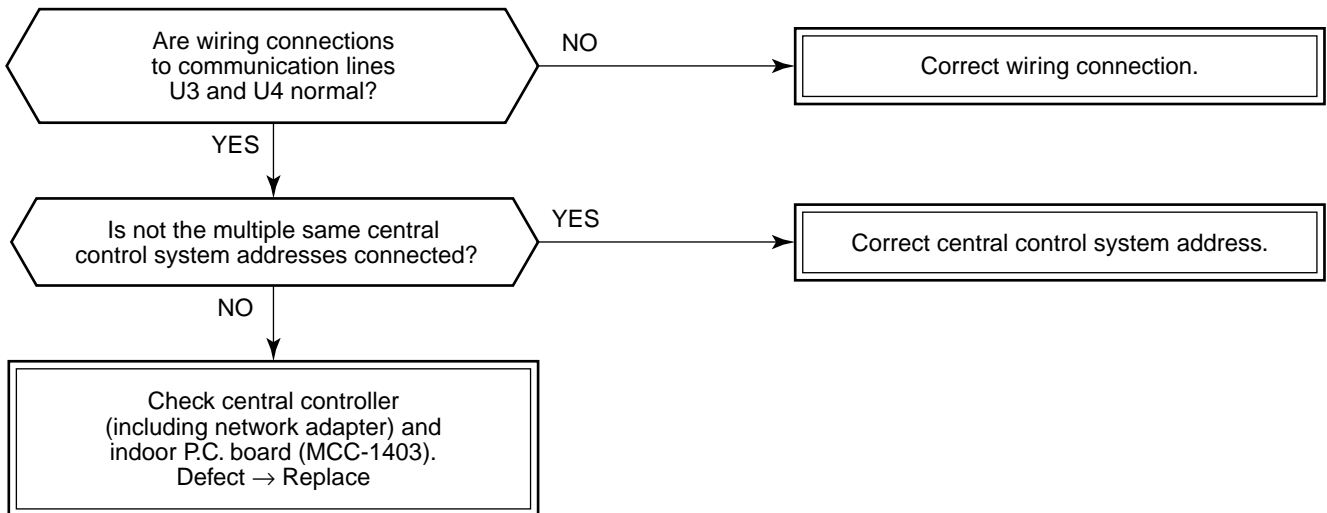 Are wiring connections
to communication lines
U3 and U4 normal?
NO
Correct wiring connection.
YES
Is not the multiple same central
control system addresses connected?
YES
Correct central control system address.
NO
Check central controller
(including network adapter) and
indoor P.C. board (MCC-1403).
Defect → Replace